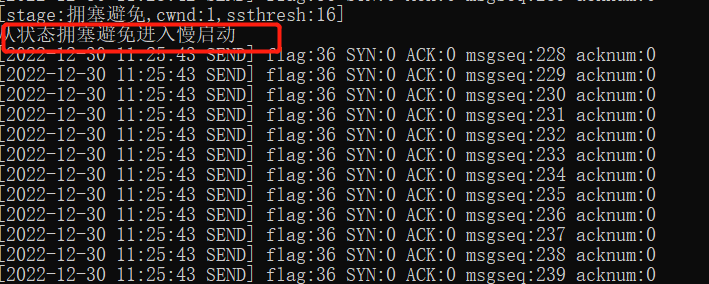 [stage:拥塞避免,cwnd:1,ssthresh:16]
从状态拥塞避免进入慢启动
[2022-12-30 11:25:43 SEND] flag:36 SYN:0 ACK:0 msgseq:228 acknum:0
[2022-12-30 11:25:43 SEND] flag:36 SYN:0 ACK:0 msgseq:229 acknum:0
[2022-12-30 11:25:43 SEND] flag:36 SYN:0 ACK:0 msgseq:230 acknum:0
[2022-12-30 11:25:43 SEND] flag:36 SYN:0 ACK:0 msgseq:231 acknum:0
[2022-12-30 11:25:43 SEND] flag:36 SYN:0 ACK:0 msgseq:232 acknum:0
[2022-12-30 11:25:43 SEND] flag:36 SYN:0 ACK:0 msgseq:233 acknum:0
[2022-12-30 11:25:43 SEND] flag:36 SYN:0 ACK:0 msgseq:234 acknum:0
[2022-12-30 11:25:43 SEND] flag:36 SYN:0 ACK:0 msgseq:235 acknum:0
[2022-12-30 11:25:43 SEND] flag:36 SYN:0 ACK:0 msgseq:236 acknum:0
[2022-12-30 11:25:43 SEND] flag:36 SYN:0 ACK:0 msgseq:237 acknum:0
[2022-12-30 11:25:43 SEND] flag:36 SYN:0 ACK:0 msgseq:238 acknum:0
[2022-12-30 11:25:43 SEND] flag:36 SYN:0 ACK:0 msgseq:239 acknum:0